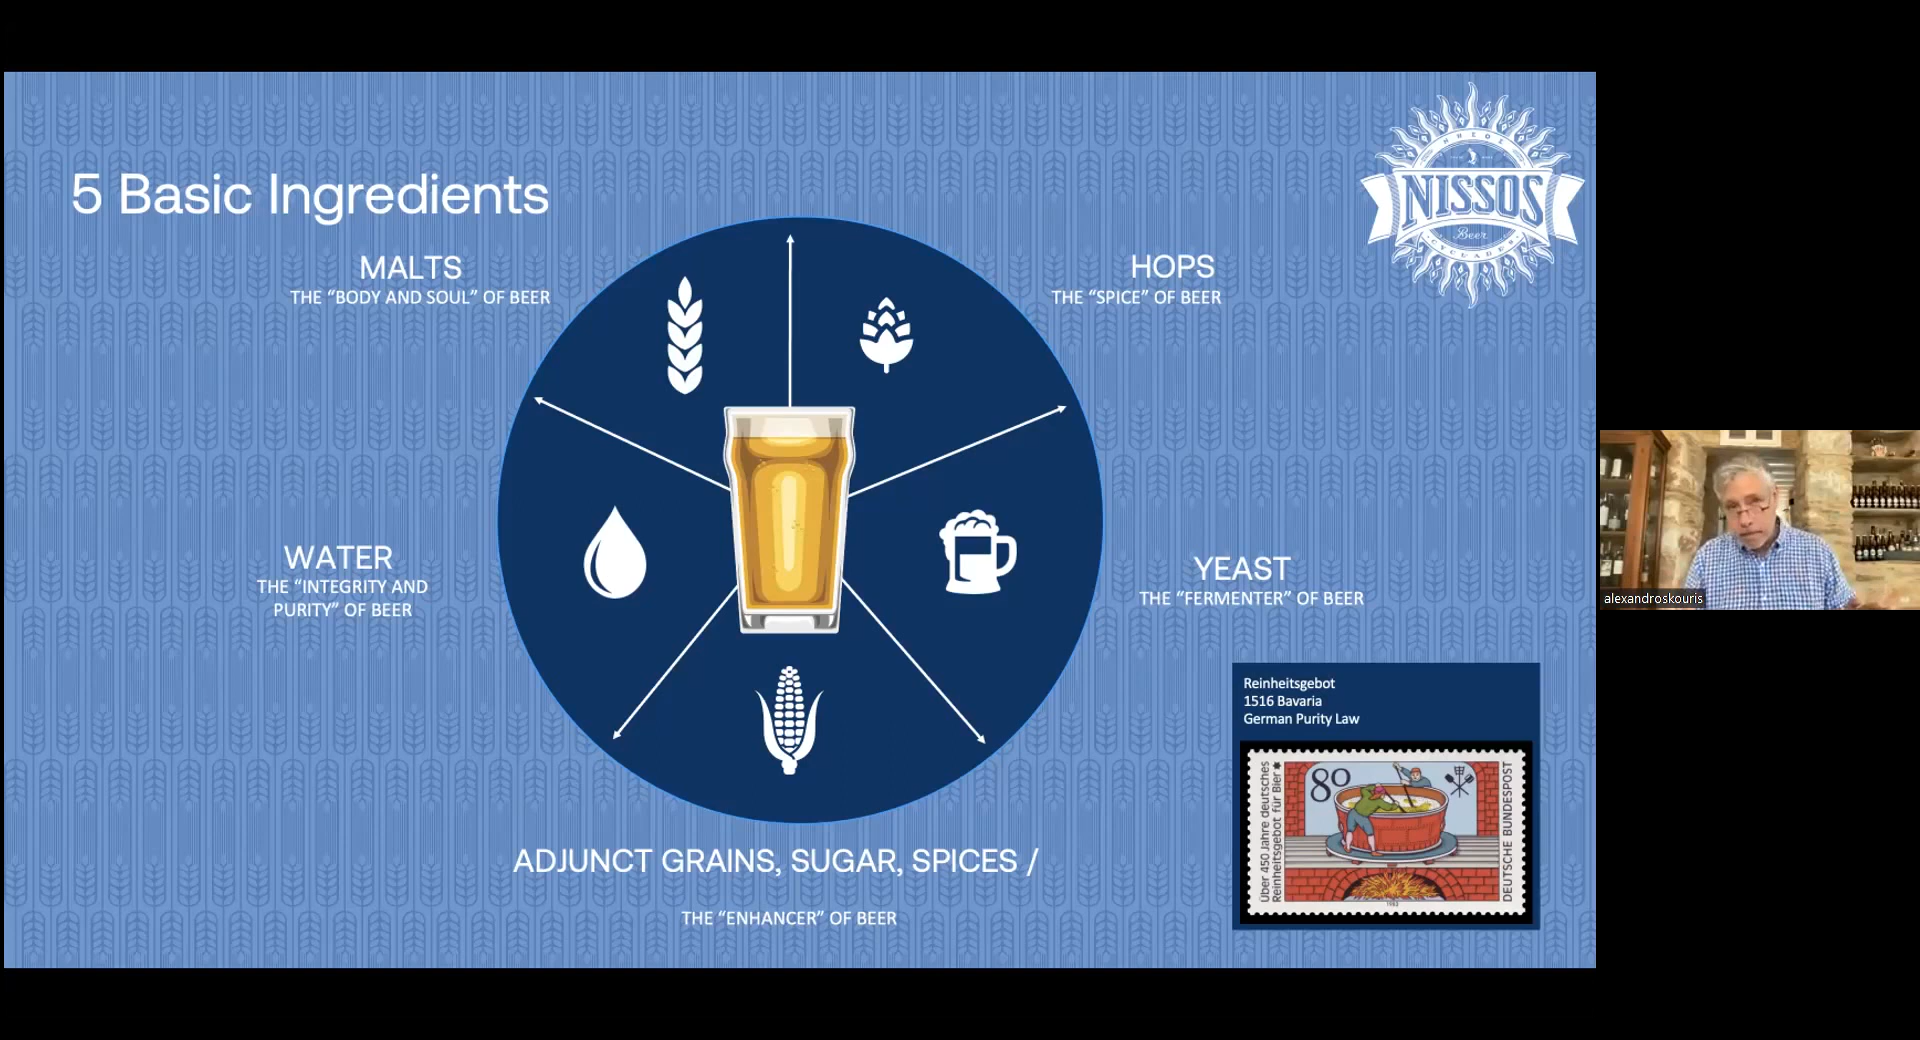 5 Basic Ingredients
NISSOS
Beer
CYCLADES
MALTS
THE “BODY AND SOUL” OF BEER
HOPS
THE “SPICE” OF BEER
WATER
THE “INTEGRITY AND
PURITY” OF BEER
YEAST
THE “FERMENTER” OF BEER
alexandroskouris
ADJUNCT GRAINS, SUGAR, SPICES /
THE “ENHANCER” OF BEER
Reinheitsgebot
1516 Bavaria
German Purity Law
Über 450 Jahre deutsches
Reinheitsgebot für Bier
80
DEUTSCHE BUNDESPOST
1983